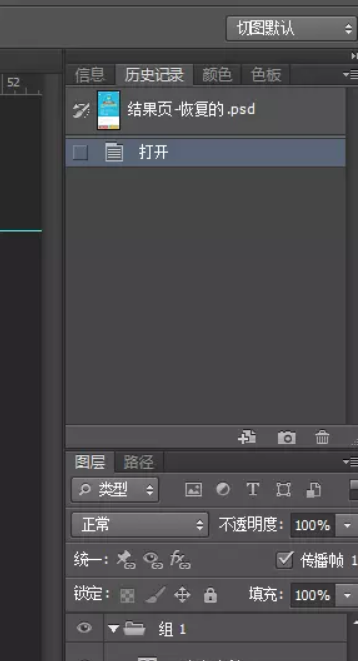 切图默认
52
信息 历史记录 颜色 色板
结果页-恢复的.psd
打开
图层 路径
类型 T
正常 不透明度: 100%
统一: 传播帧 1
锁定: 填充: 100%
组 1